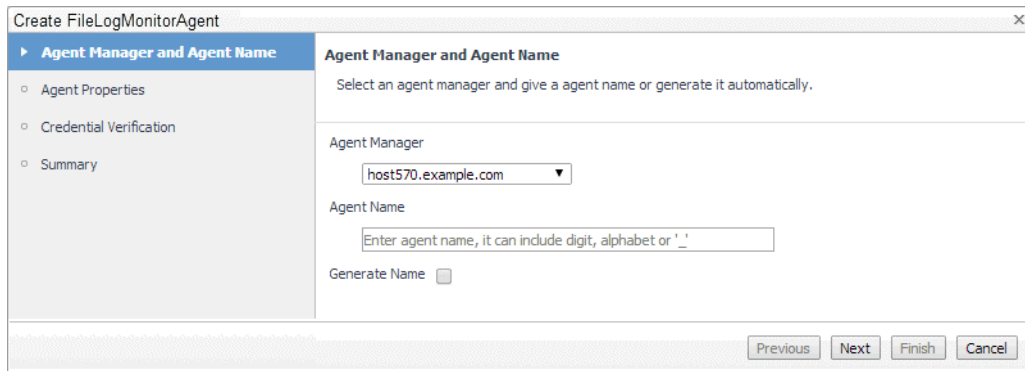 Create FileLogMonitorAgent
Agent Manager and Agent Name
Agent Properties
Credential Verification
Summary
Agent Manager and Agent Name
Select an agent manager and give a agent name or generate it automatically.
Agent Manager
host570.example.com
Agent Name
Enter agent name, it can include digit, alphabet or '_'
Generate Name
Previous
Next
Finish
Cancel